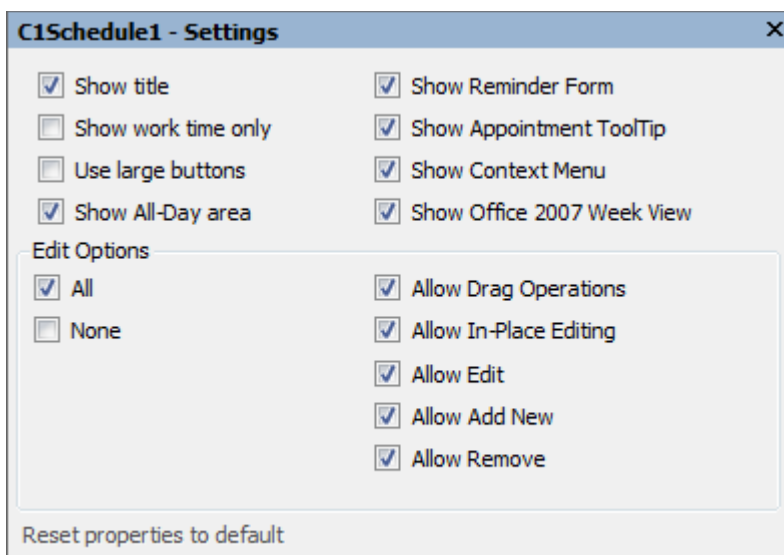 C1Schedule1 - Settings
Show title
Show Reminder Form
Show work time only
Show Appointment ToolTip
Use large buttons
Show Context Menu
Show All-Day area
Show Office 2007 Week View
Edit Options
All
Allow Drag Operations
None
Allow In-Place Editing
Allow Edit
Allow Add New
Allow Remove
Reset properties to default